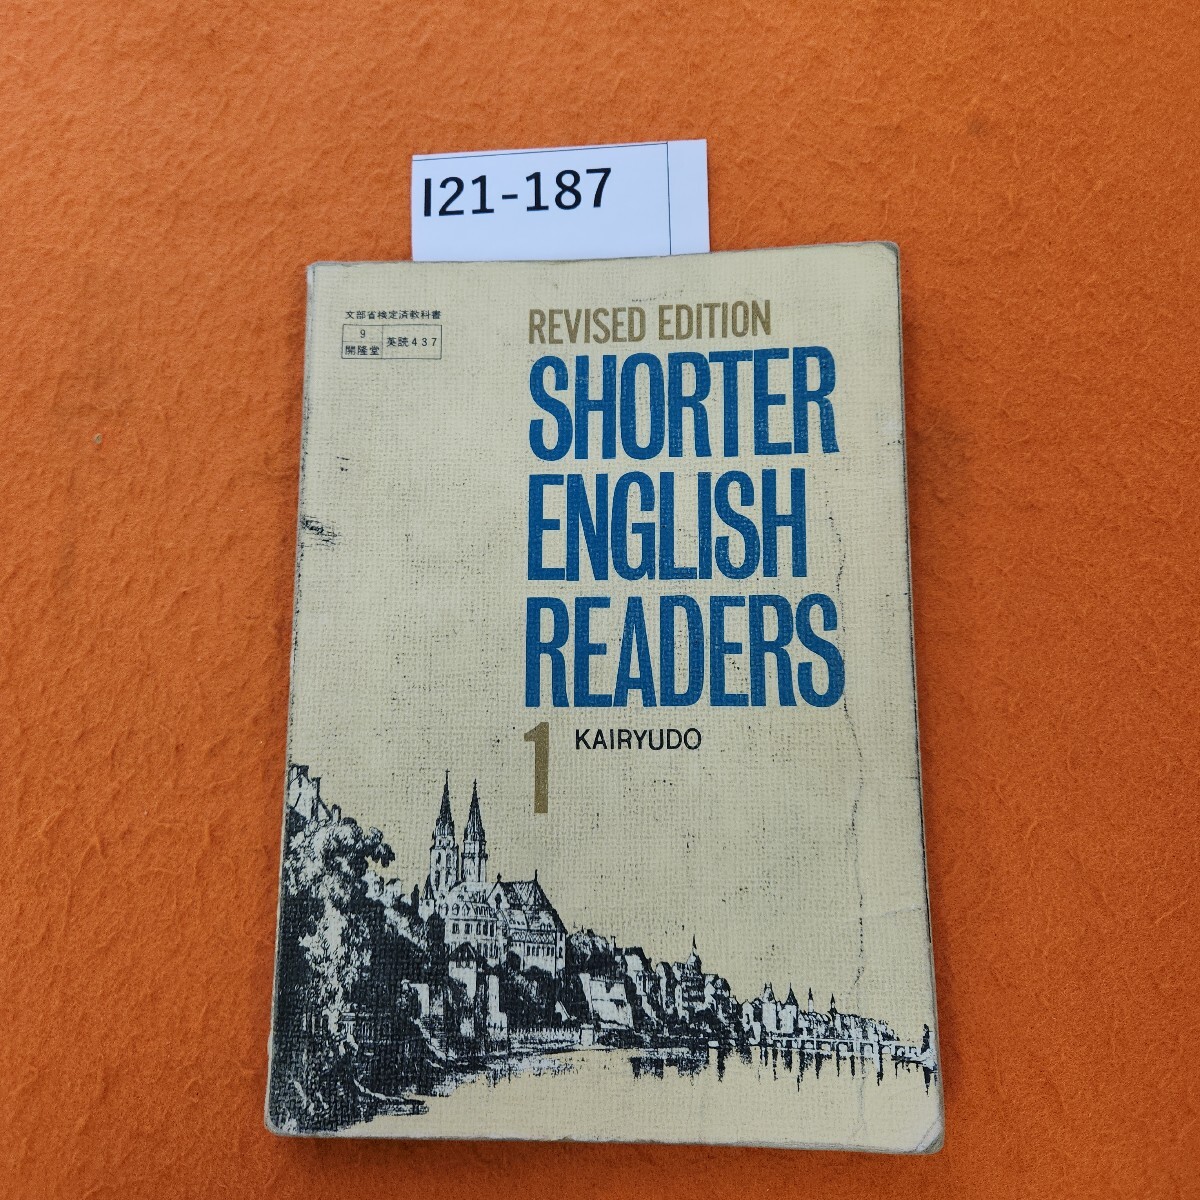 I21-187
文部省検定済教科書
9
開隆堂
英読437
REVISED EDITION
SHORTER
ENGLISH
READERS
1 KAIRYUDO